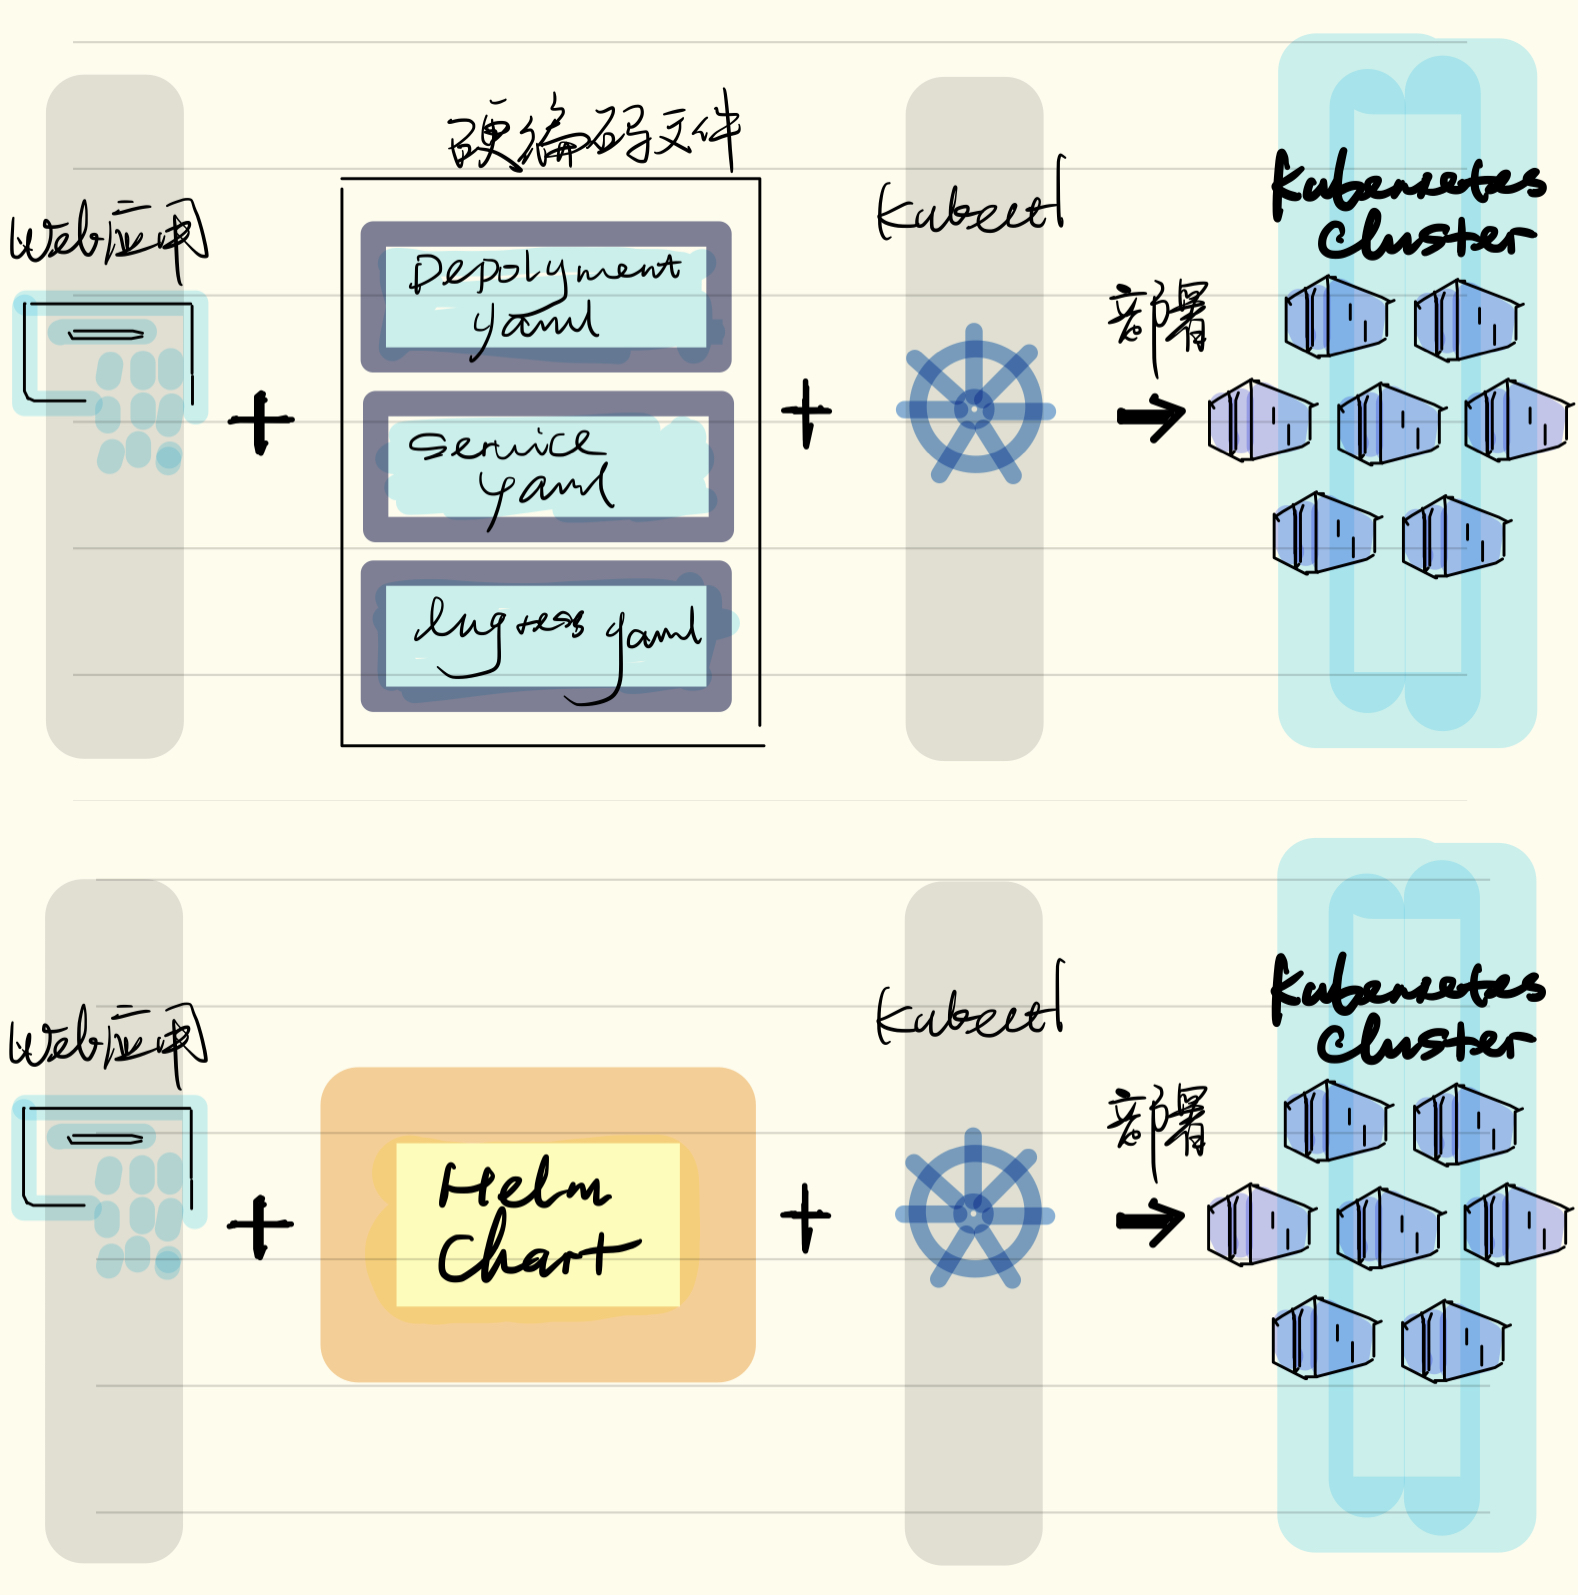 硬编码文件
Web应用
Depolyment
yaml
Service
yaml
Ingress yaml
Kubectl
部署
Kubernetes
Cluster
Web应用
Helm
Chart
Kubectl
部署
Kubernetes
Cluster